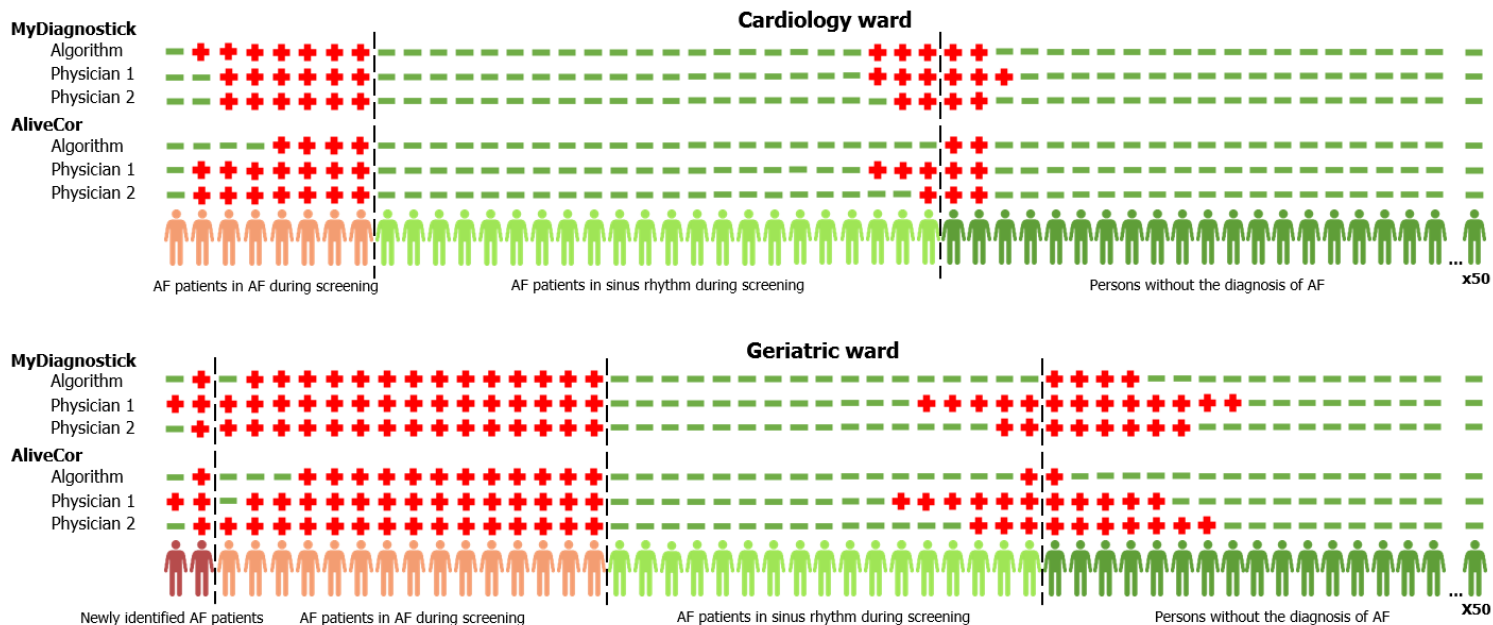 Cardiology ward
MyDiagnostick
Algorithm
Physician 1
Physician 2
AliveCor
Algorithm
Physician 1
Physician 2
...
x50
AF patients in AF during screening
AF patients in sinus rhythm during screening
Persons without the diagnosis of AF
Geriatric ward
MyDiagnostick
Algorithm
Physician 1
Physician 2
AliveCor
Algorithm
Physician 1
Physician 2
...
X50
Newly identified AF patients
AF patients in AF during screening
AF patients in sinus rhythm during screening
Persons without the diagnosis of AF